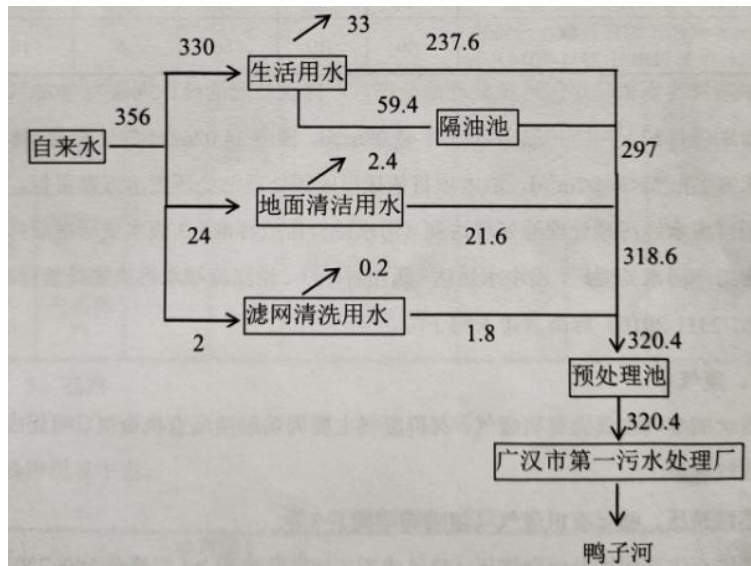 33
330
237.6
生活用水
356
59.4
隔油池
自来水
2.4
297
地面清洁用水
24
21.6
318.6
0.2
滤网清洗用水
2
1.8
320.4
预处理池
320.4
广汉市第一污水处理厂
鸭子河